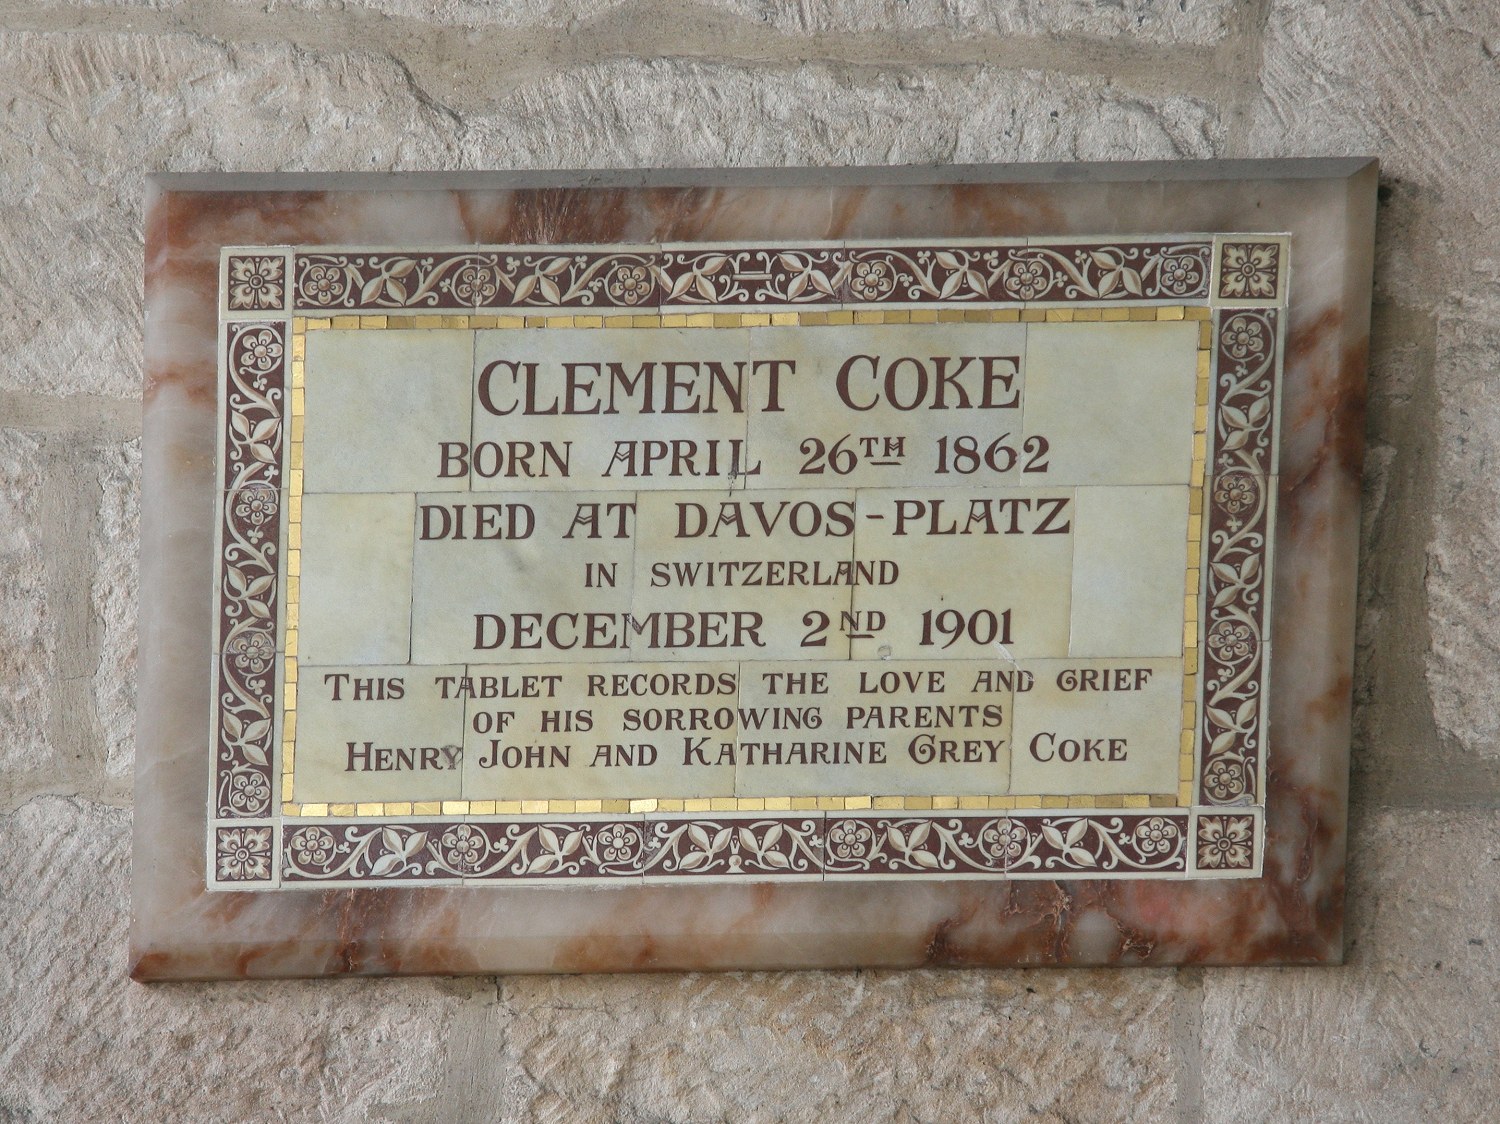 CLEMENT COKE
BORN APRIL 26TH 1862
DIED AT DAVOS-PLATZ
IN SWITZERLAND
DECEMBER 2ND 1901
THIS TABLET RECORDS THE LOVE AND GRIEF
OF HIS SORROWING PARENTS
HENRY JOHN AND KATHARINE GREY COKE